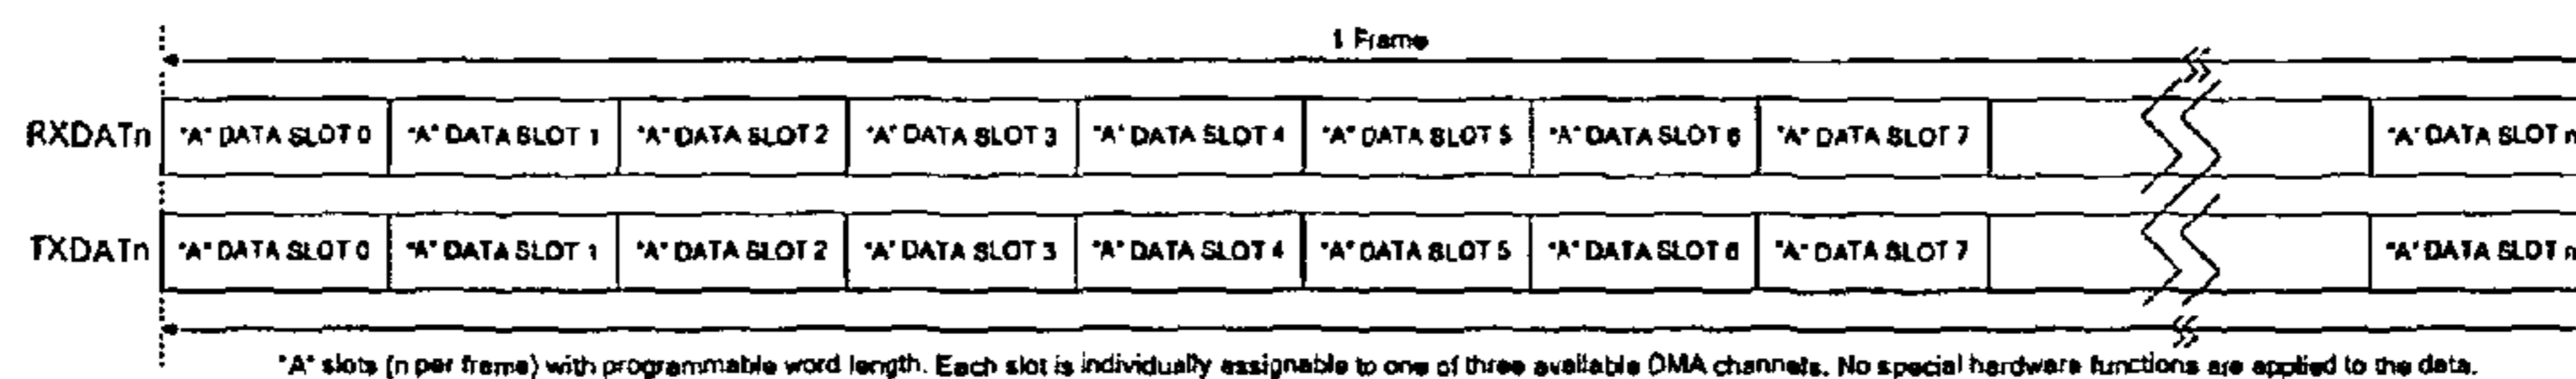 1 Frame
RXDATn "A" DATA SLOT 0 "A" DATA SLOT 1 "A" DATA SLOT 2 "A" DATA SLOT 3 "A" DATA SLOT 4 "A" DATA SLOT 5 "A" DATA SLOT 6 "A" DATA SLOT 7 "A" DATA SLOT n
TXDATn "A" DATA SLOT 0 "A" DATA SLOT 1 "A" DATA SLOT 2 "A" DATA SLOT 3 "A" DATA SLOT 4 "A" DATA SLOT 5 "A" DATA SLOT 6 "A" DATA SLOT 7 "A" DATA SLOT n
"A" slots (n per frame) with programmable word length. Each slot is individually assignable to one of three available DMA channels. No special hardware functions are applied to the data.